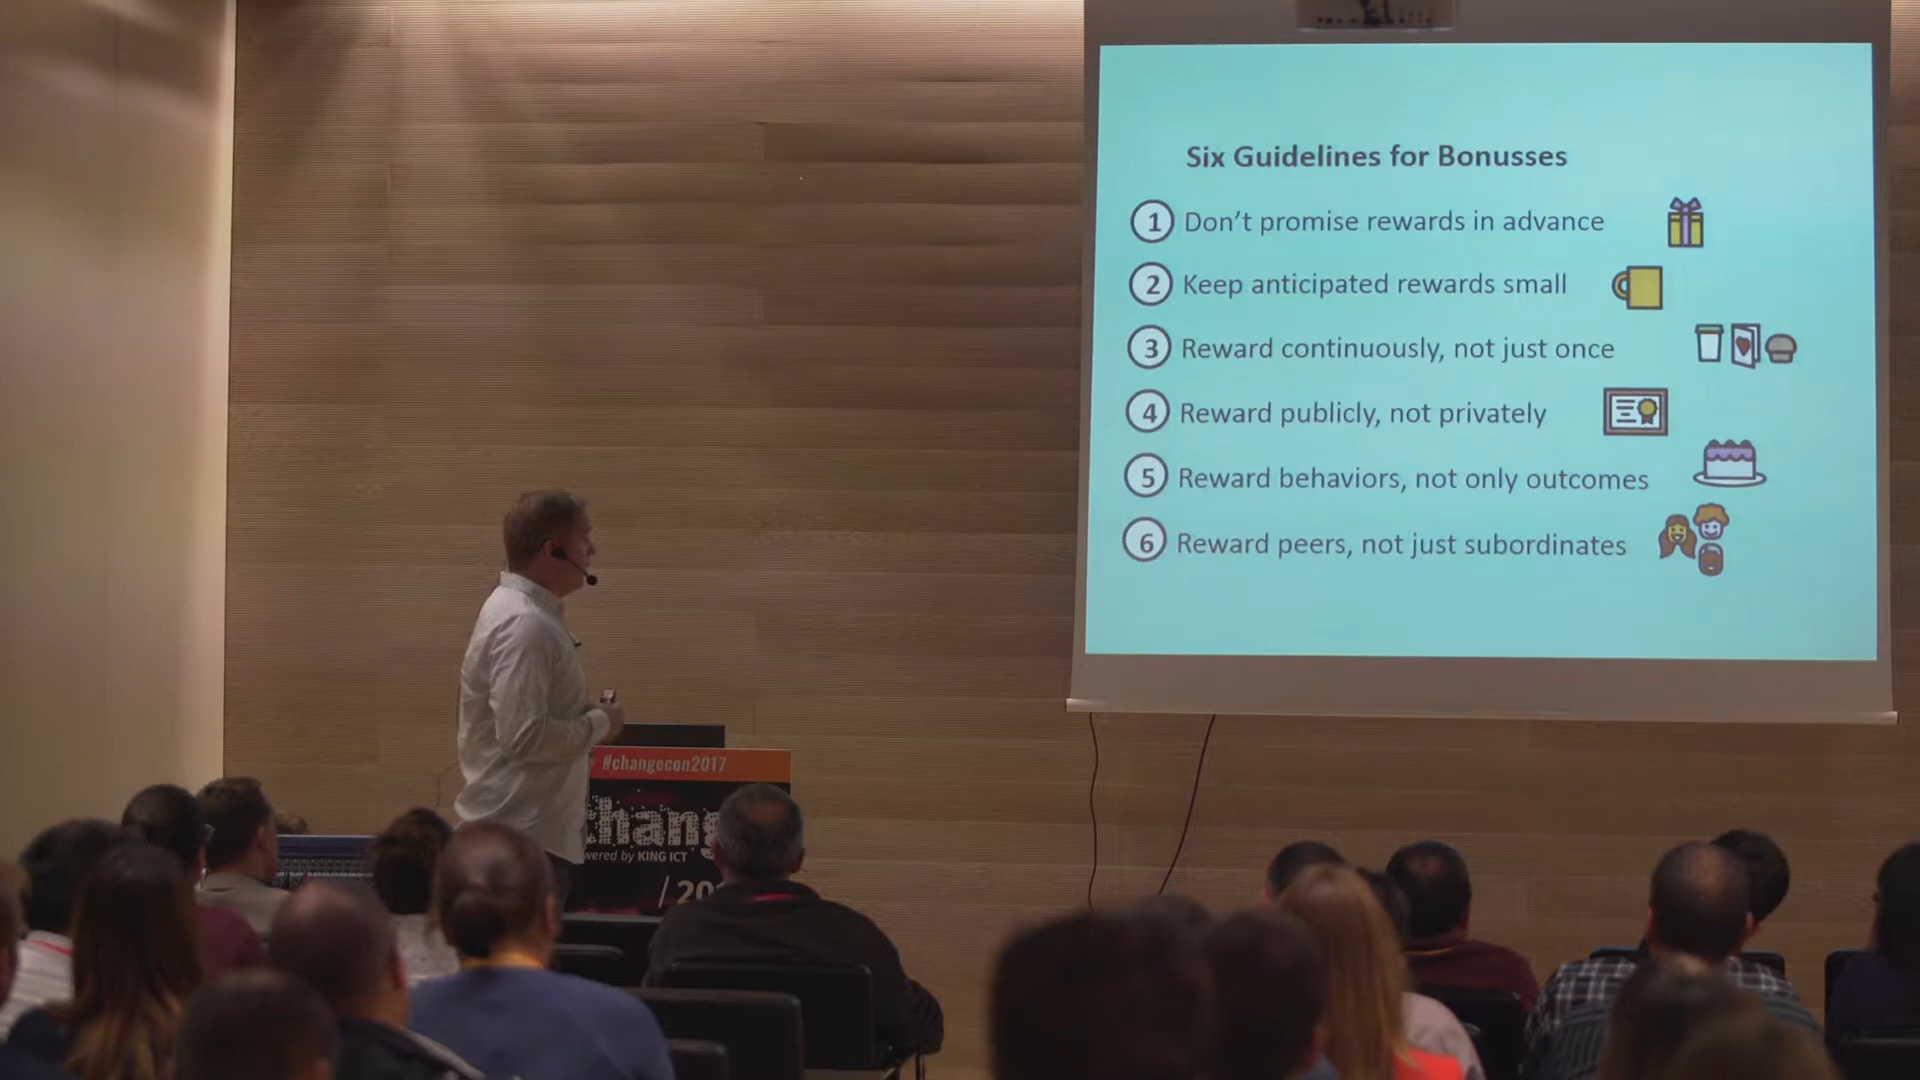 Six Guidelines for Bonusses
1 Don't promise rewards in advance
2 Keep anticipated rewards small
3 Reward continuously, not just once
4 Reward publicly, not privately
5 Reward behaviors, not only outcomes
6 Reward peers, not just subordinates
#changecon2017
chang
wered by KING ICT
/ 20